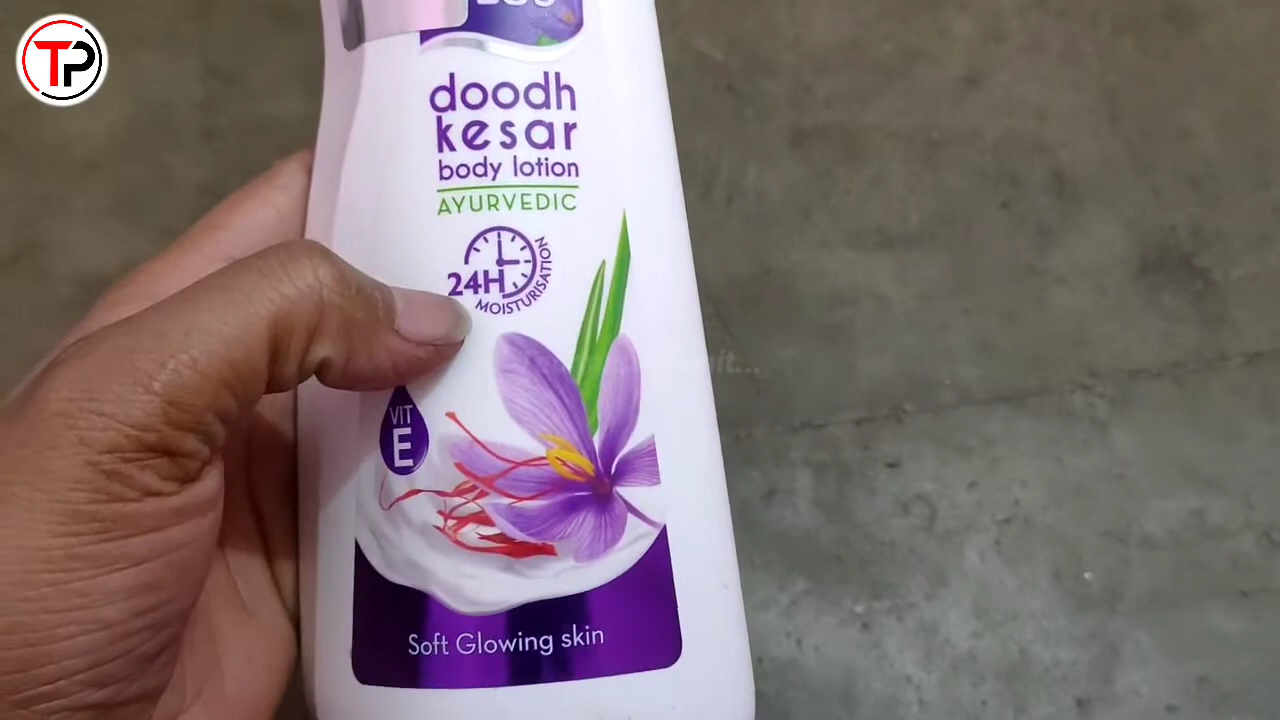 TP
doodh
kesar
body lotion
AYURVEDIC
24H
MOISTURISATION
VIT
E
Soft Glowing skin